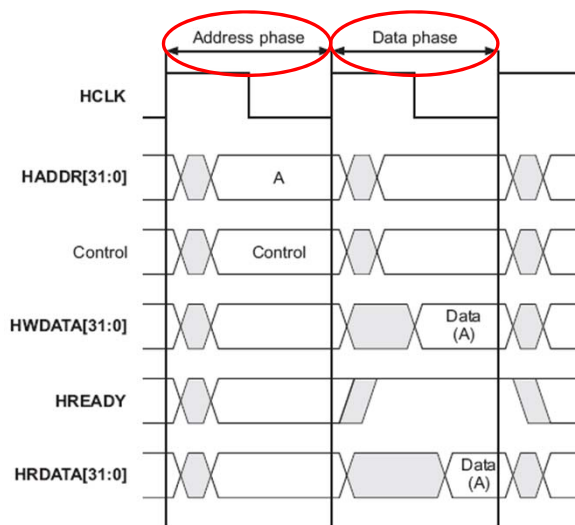 Address phase
Data phase
HCLK
HADDR[31:0]
A
Control
Control
HWDATA[31:0]
Data
(A)
HREADY
HRDATA[31:0]
Data
(A)